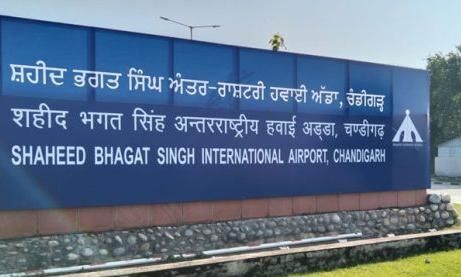 ਸ਼ਹੀਦ ਭਗਤ ਸਿੰਘ ਅੰਤਰ-ਰਾਸ਼ਟਰੀ ਹਵਾਈ ਅੱਡਾ, ਚੰਡੀਗੜ੍ਹ
शहीद भगत सिंह अन्तरराष्ट्रीय हवाई अड्डा, चण्डीगढ़
SHAHEED BHAGAT SINGH INTERNATIONAL AIRPORT, CHANDIGARH